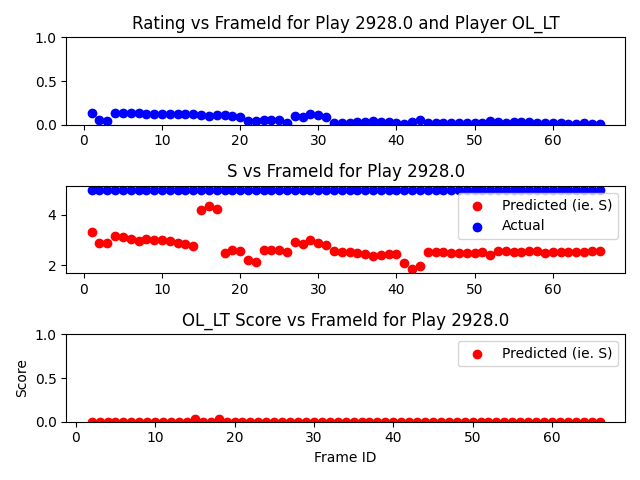 Rating vs FrameId for Play 2928.0 and Player OL_LT
1.0
0.5
0.0
0 10 20 30 40 50 60
S vs FrameId for Play 2928.0
4
2
Predicted (ie. S)
Actual
0 10 20 30 40 50 60
OL_LT Score vs FrameId for Play 2928.0
1.0
0.5
0.0
Score
Predicted (ie. S)
0 10 20 30 40 50 60
Frame ID